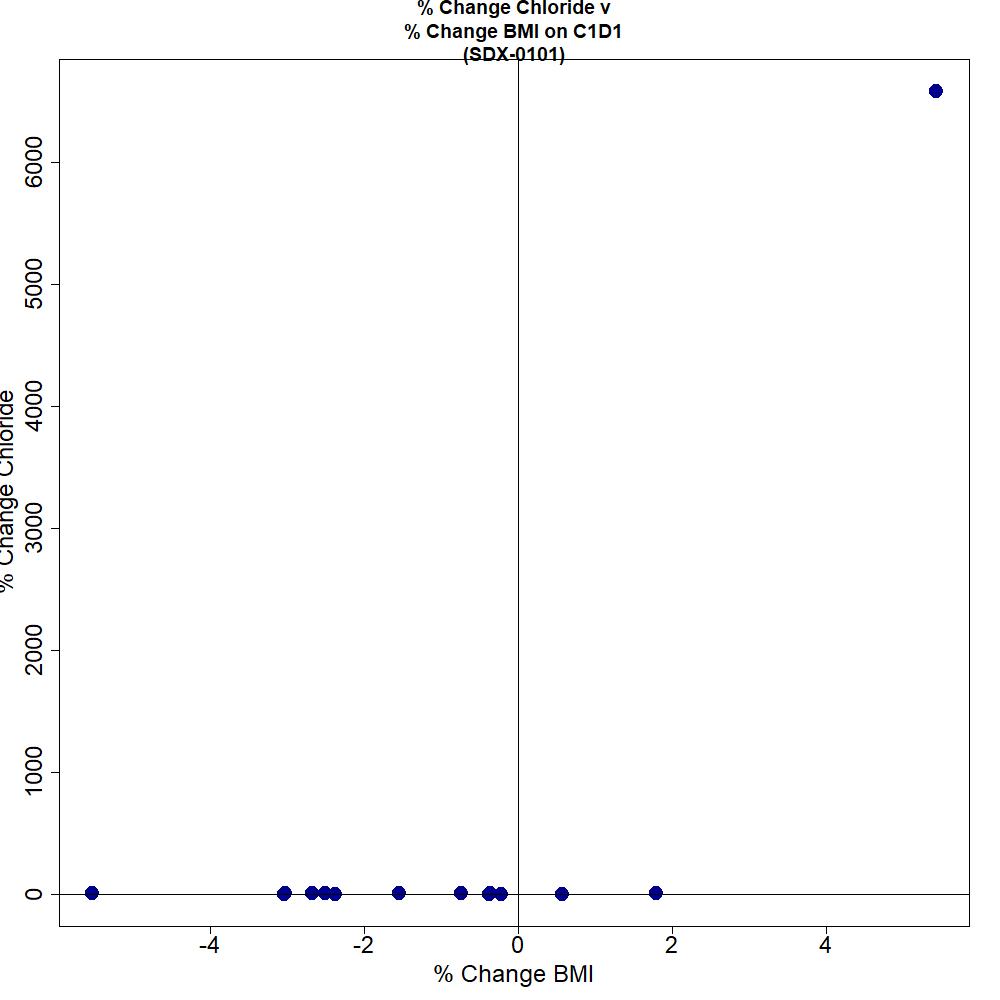 % Change Chloride v
% Change BMI on C1D1
(SDX-0101)
% Change Chloride
6000
5000
4000
3000
2000
1000
0
-4
-2
0
2
4
% Change BMI